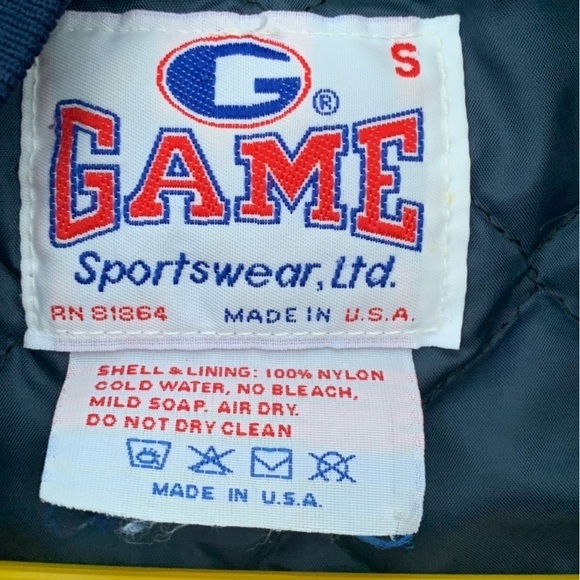 G ® S
GAME
Sportswear, Ltd.
RN 81864 MADE IN U.S.A.
SHELL & LINING: 100% NYLON
COLD WATER, NO BLEACH,
MILD SOAP. AIR DRY.
DO NOT DRY CLEAN
MADE IN U.S.A.